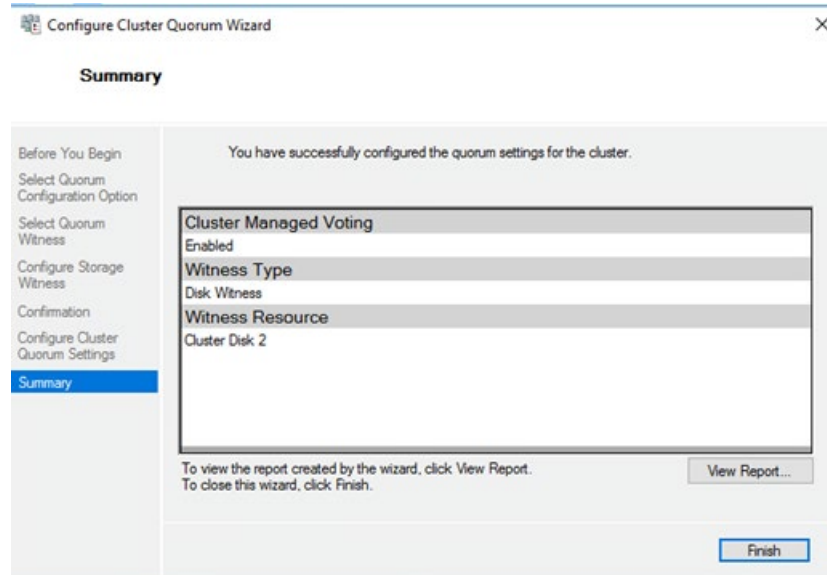 Configure Cluster Quorum Wizard
Summary
Before You Begin
Select Quorum
Configuration Option
Select Quorum
Witness
Configure Storage
Witness
Confirmation
Configure Cluster
Quorum Settings
Summary
You have successfully configured the quorum settings for the cluster.
Cluster Managed Voting
Enabled
Witness Type
Disk Witness
Witness Resource
Cluster Disk 2
To view the report created by the wizard, click View Report.
To close this wizard, click Finish.
View Report...
Finish